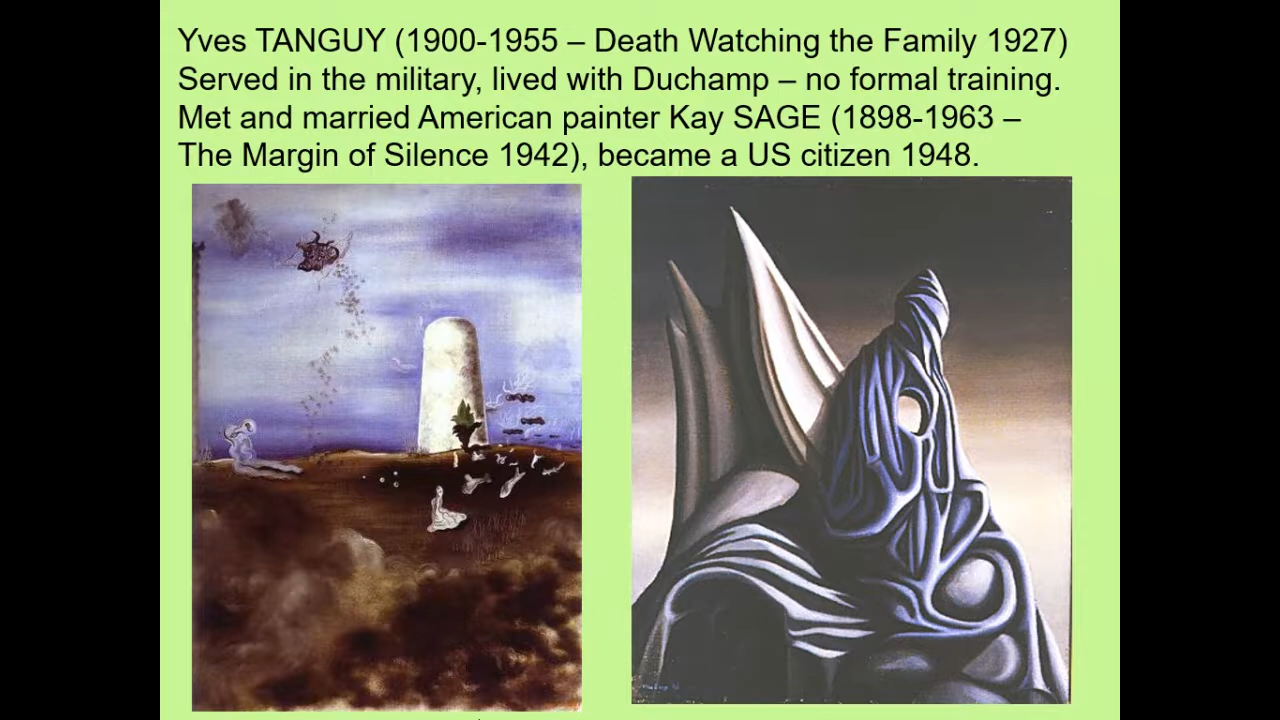 Yves TANGUY (1900-1955 – Death Watching the Family 1927)
Served in the military, lived with Duchamp – no formal training.
Met and married American painter Kay SAGE (1898-1963 –
The Margin of Silence 1942), became a US citizen 1948.